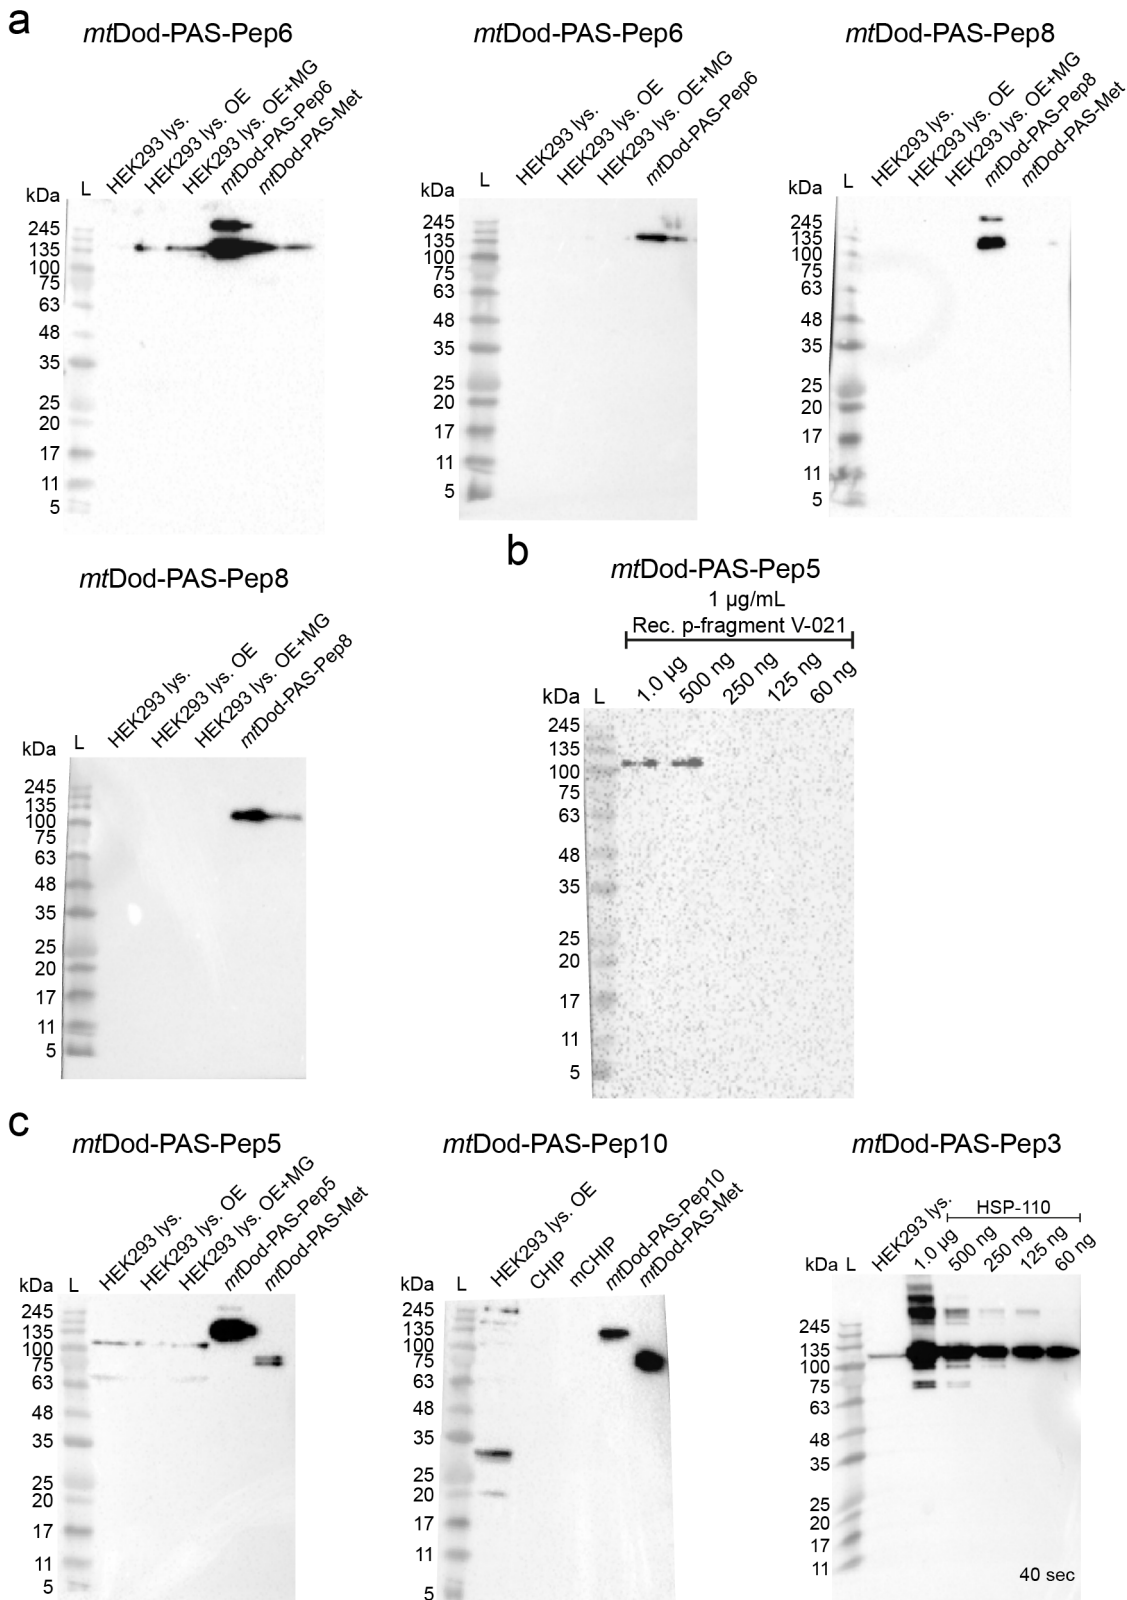 a
mtDod-PAS-Pep6
kDa
L
HEK293 lys.
HEK293 lys. OE
HEK293 lys. OE+MG
mtDod-PAS-Pep6
mtDod-PAS-Met
245
135
100
75
63
48
35
25
20
17
11
5
mtDod-PAS-Pep6
kDa
L
HEK293 lys.
HEK293 lys. OE
HEK293 lys. OE+MG
mtDod-PAS-Pep6
245
135
100
75
63
48
35
25
20
17
11
5
mtDod-PAS-Pep8
kDa
L
HEK293 lys.
HEK293 lys. OE
HEK293 lys. OE+MG
mtDod-PAS-Pep8
mtDod-PAS-Met
245
135
100
75
63
48
35
25
20
17
11
5
mtDod-PAS-Pep8
kDa
L
HEK293 lys.
HEK293 lys. OE
HEK293 lys. OE+MG
mtDod-PAS-Pep8
245
135
100
75
63
48
35
25
20
17
11
5
b
mtDod-PAS-Pep5
1 µg/mL
Rec. p-fragment V-021
kDa
L
1.0 µg
500 ng
250 ng
125 ng
60 ng
245
135
100
75
63
48
35
25
20
17
11
5
c
mtDod-PAS-Pep5
kDa
L
HEK293 lys.
HEK293 lys. OE
HEK293 lys. OE+MG
mtDod-PAS-Pep5
mtDod-PAS-Met
245
135
100
75
63
48
35
25
20
17
11
5
mtDod-PAS-Pep10
kDa
L
HEK293 lys. OE
CHIP
mCHIP
mtDod-PAS-Pep10
mtDod-PAS-Met
245
135
100
75
63
48
35
25
20
17
11
5
mtDod-PAS-Pep3
HSP-110
kDa
L
HEK293 lys.
1.0 µg
500 ng
250 ng
125 ng
60 ng
245
135
100
75
63
48
35
25
20
17
11
40 sec